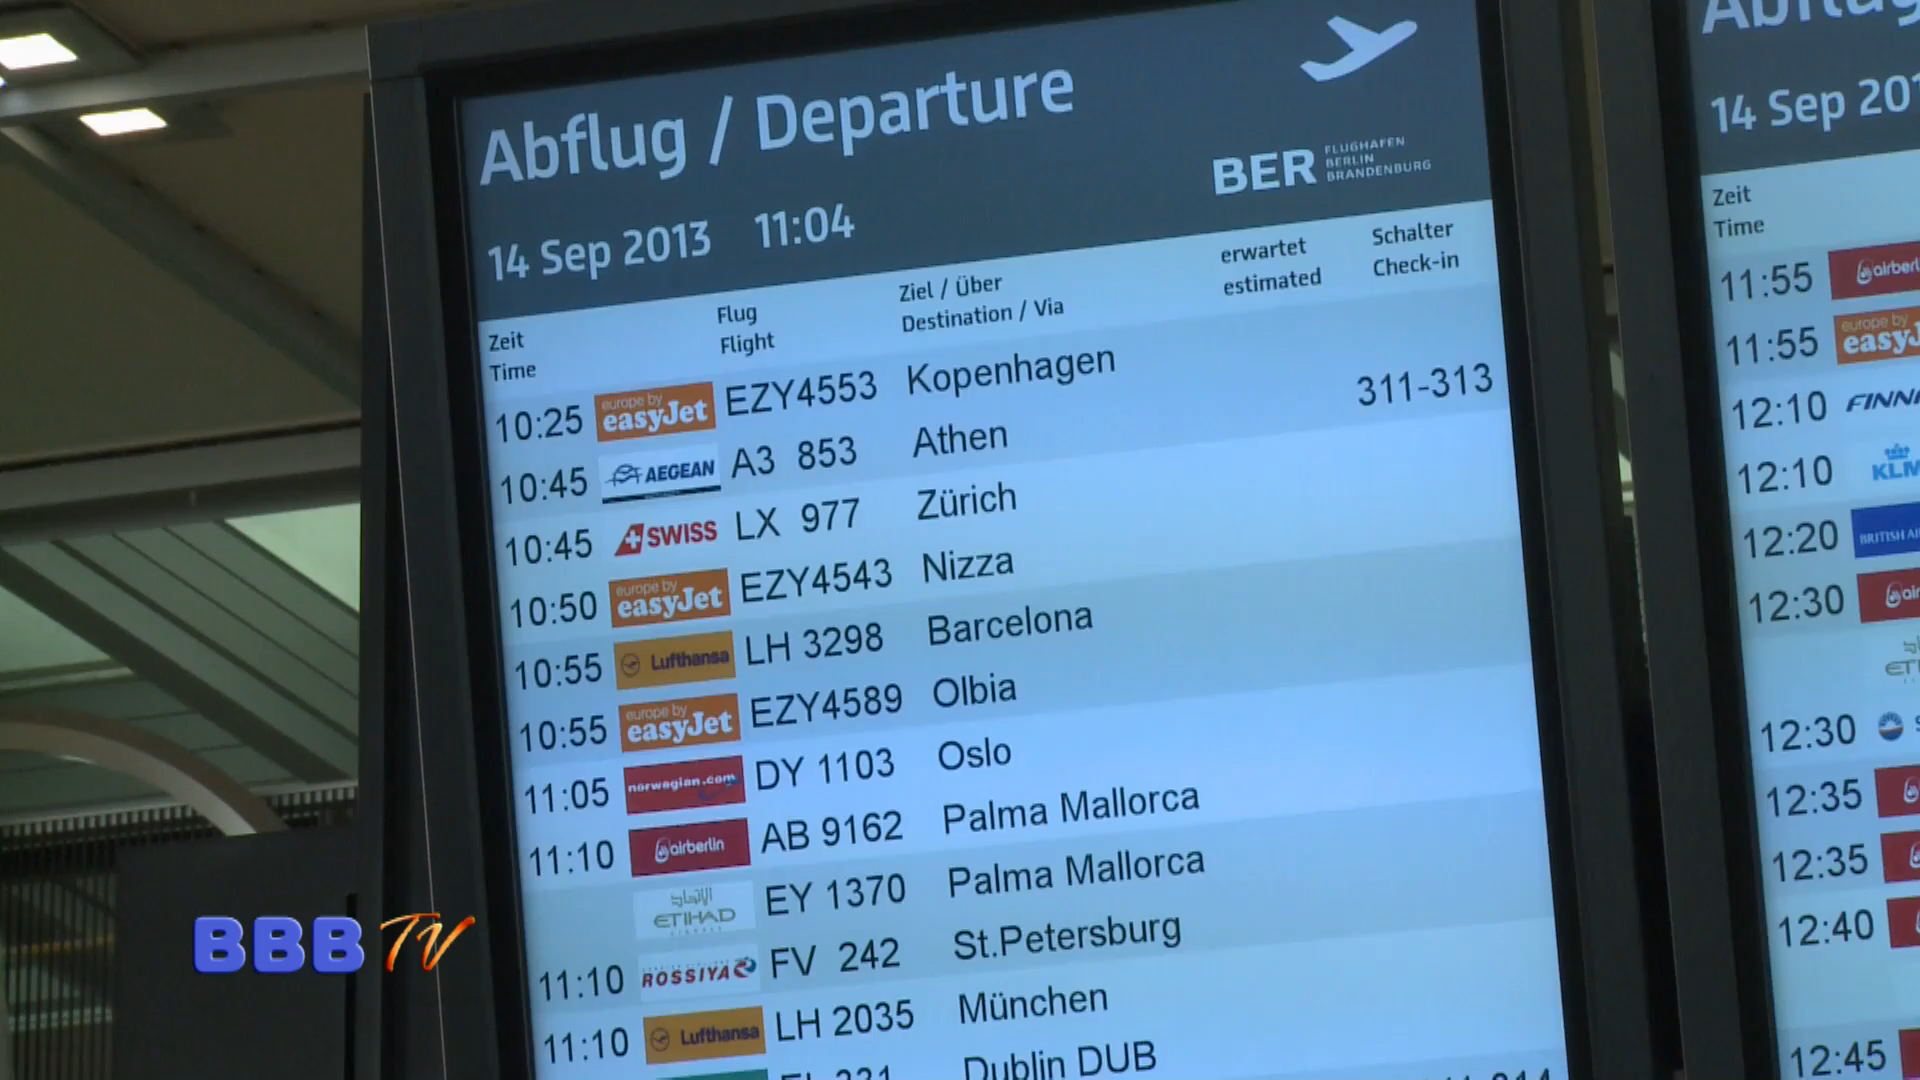 Abflug / Departure
BER FLUGHAFEN BERLIN BRANDENBURG
14 Sep 2013 11:04
Zeit Flug Ziel / Über erwartet Schalter
Time Flight Destination / Via estimated Check-in
10:25 europe by easyJet EZY4553 Kopenhagen 311-313
10:45 AEGEAN A3 853 Athen
10:45 SWISS LX 977 Zürich
10:50 europe by easyJet EZY4543 Nizza
10:55 Lufthansa LH 3298 Barcelona
10:55 europe by easyJet EZY4589 Olbia
11:05 norwegian.com DY 1103 Oslo
11:10 airberlin AB 9162 Palma Mallorca
الإتحاد ETIHAD EY 1370 Palma Mallorca
11:10 ROSSIYA FV 242 St.Petersburg
11:10 Lufthansa LH 2035 München
Dublin DUB
Abflug
14 Sep 201
Zeit
Time
11:55 airberl
11:55 europe by easyJ
12:10 FINN
12:10 KLM
12:20 BRITISH AI
12:30 air
ETI
12:30 S
12:35
12:35
12:40
12:45
BBB TV